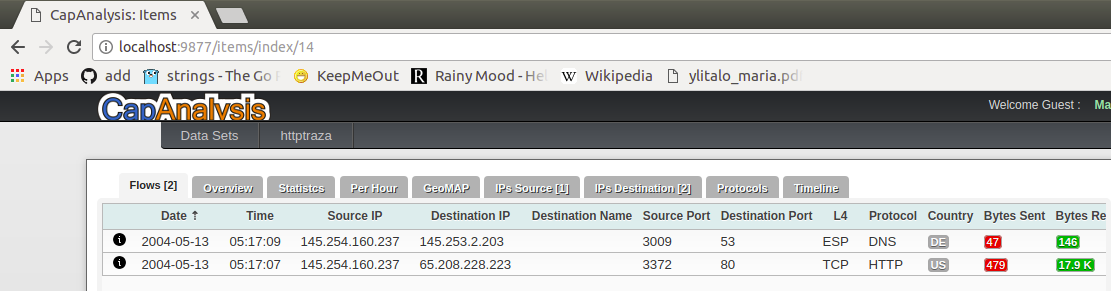 CapAnalysis: Items
localhost:9877/items/index/14
Apps add strings - The Go KeepMeOut Rainy Mood - Wikipedia ylitalo_maria.pd
CapAnalysis Welcome Guest : Ma
Data Sets httptraza
Flows [2] Overview Statistcs Per Hour GeoMAP IPs Source [1] IPs Destination [2] Protocols Timeline
Date ↑ Time Source IP Destination IP Destination Name Source Port Destination Port L4 Protocol Country Bytes Sent Bytes Re
2004-05-13 05:17:09 145.254.160.237 145.253.2.203 3009 53 ESP DNS DE 47 146
2004-05-13 05:17:07 145.254.160.237 65.208.228.223 3372 80 TCP HTTP US 479 17.9 K